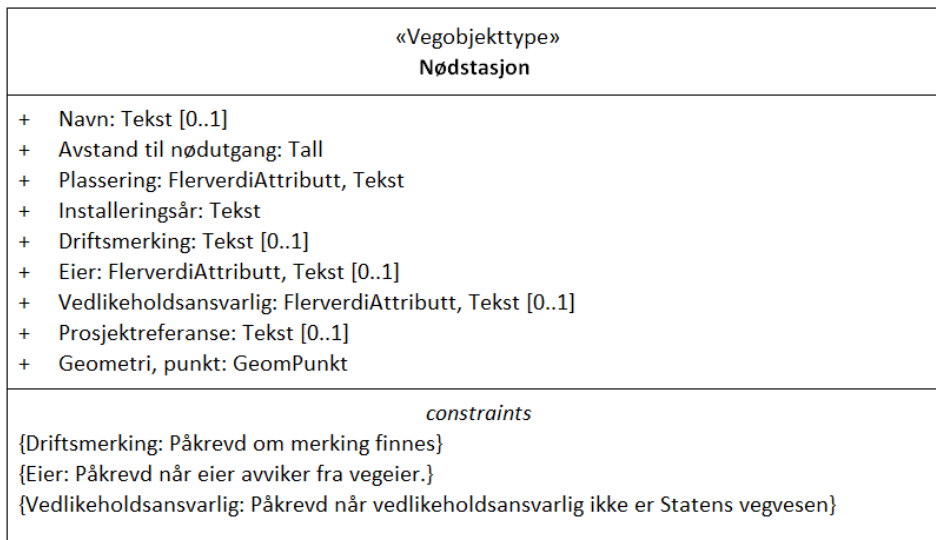 «Vegobjekttype»
Nødstasjon
+ Navn: Tekst [0..1]
+ Avstand til nødutgang: Tall
+ Plassering: FlerverdiAttributt, Tekst
+ Installeringsår: Tekst
+ Driftsmerking: Tekst [0..1]
+ Eier: FlerverdiAttributt, Tekst [0..1]
+ Vedlikeholdsansvarlig: FlerverdiAttributt, Tekst [0..1]
+ Prosjektreferanse: Tekst [0..1]
+ Geometri, punkt: GeomPunkt
constraints
{Driftsmerking: Påkrevd om merking finnes}
{Eier: Påkrevd når eier avviker fra vegeier.}
{Vedlikeholdsansvarlig: Påkrevd når vedlikeholdsansvarlig ikke er Statens vegvesen}